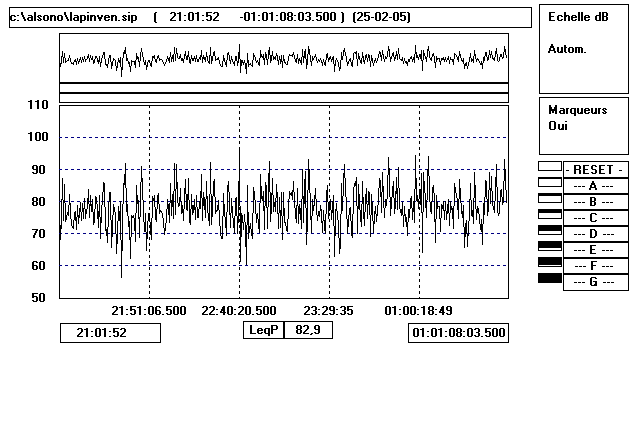 c:\alsono\lapinven.sip ( 21:01:52 -01:01:08:03.500 ) (25-02-05)
Echelle dB
Autom.
Marqueurs
Oui
- RESET -
--- A ---
--- B ---
--- C ---
--- D ---
--- E ---
--- F ---
--- G ---
110
100
90
80
70
60
50
21:51:06.500 22:40:20.500 23:29:35 01:00:18:49
21:01:52 LeqP 82,9 01:01:08:03.500